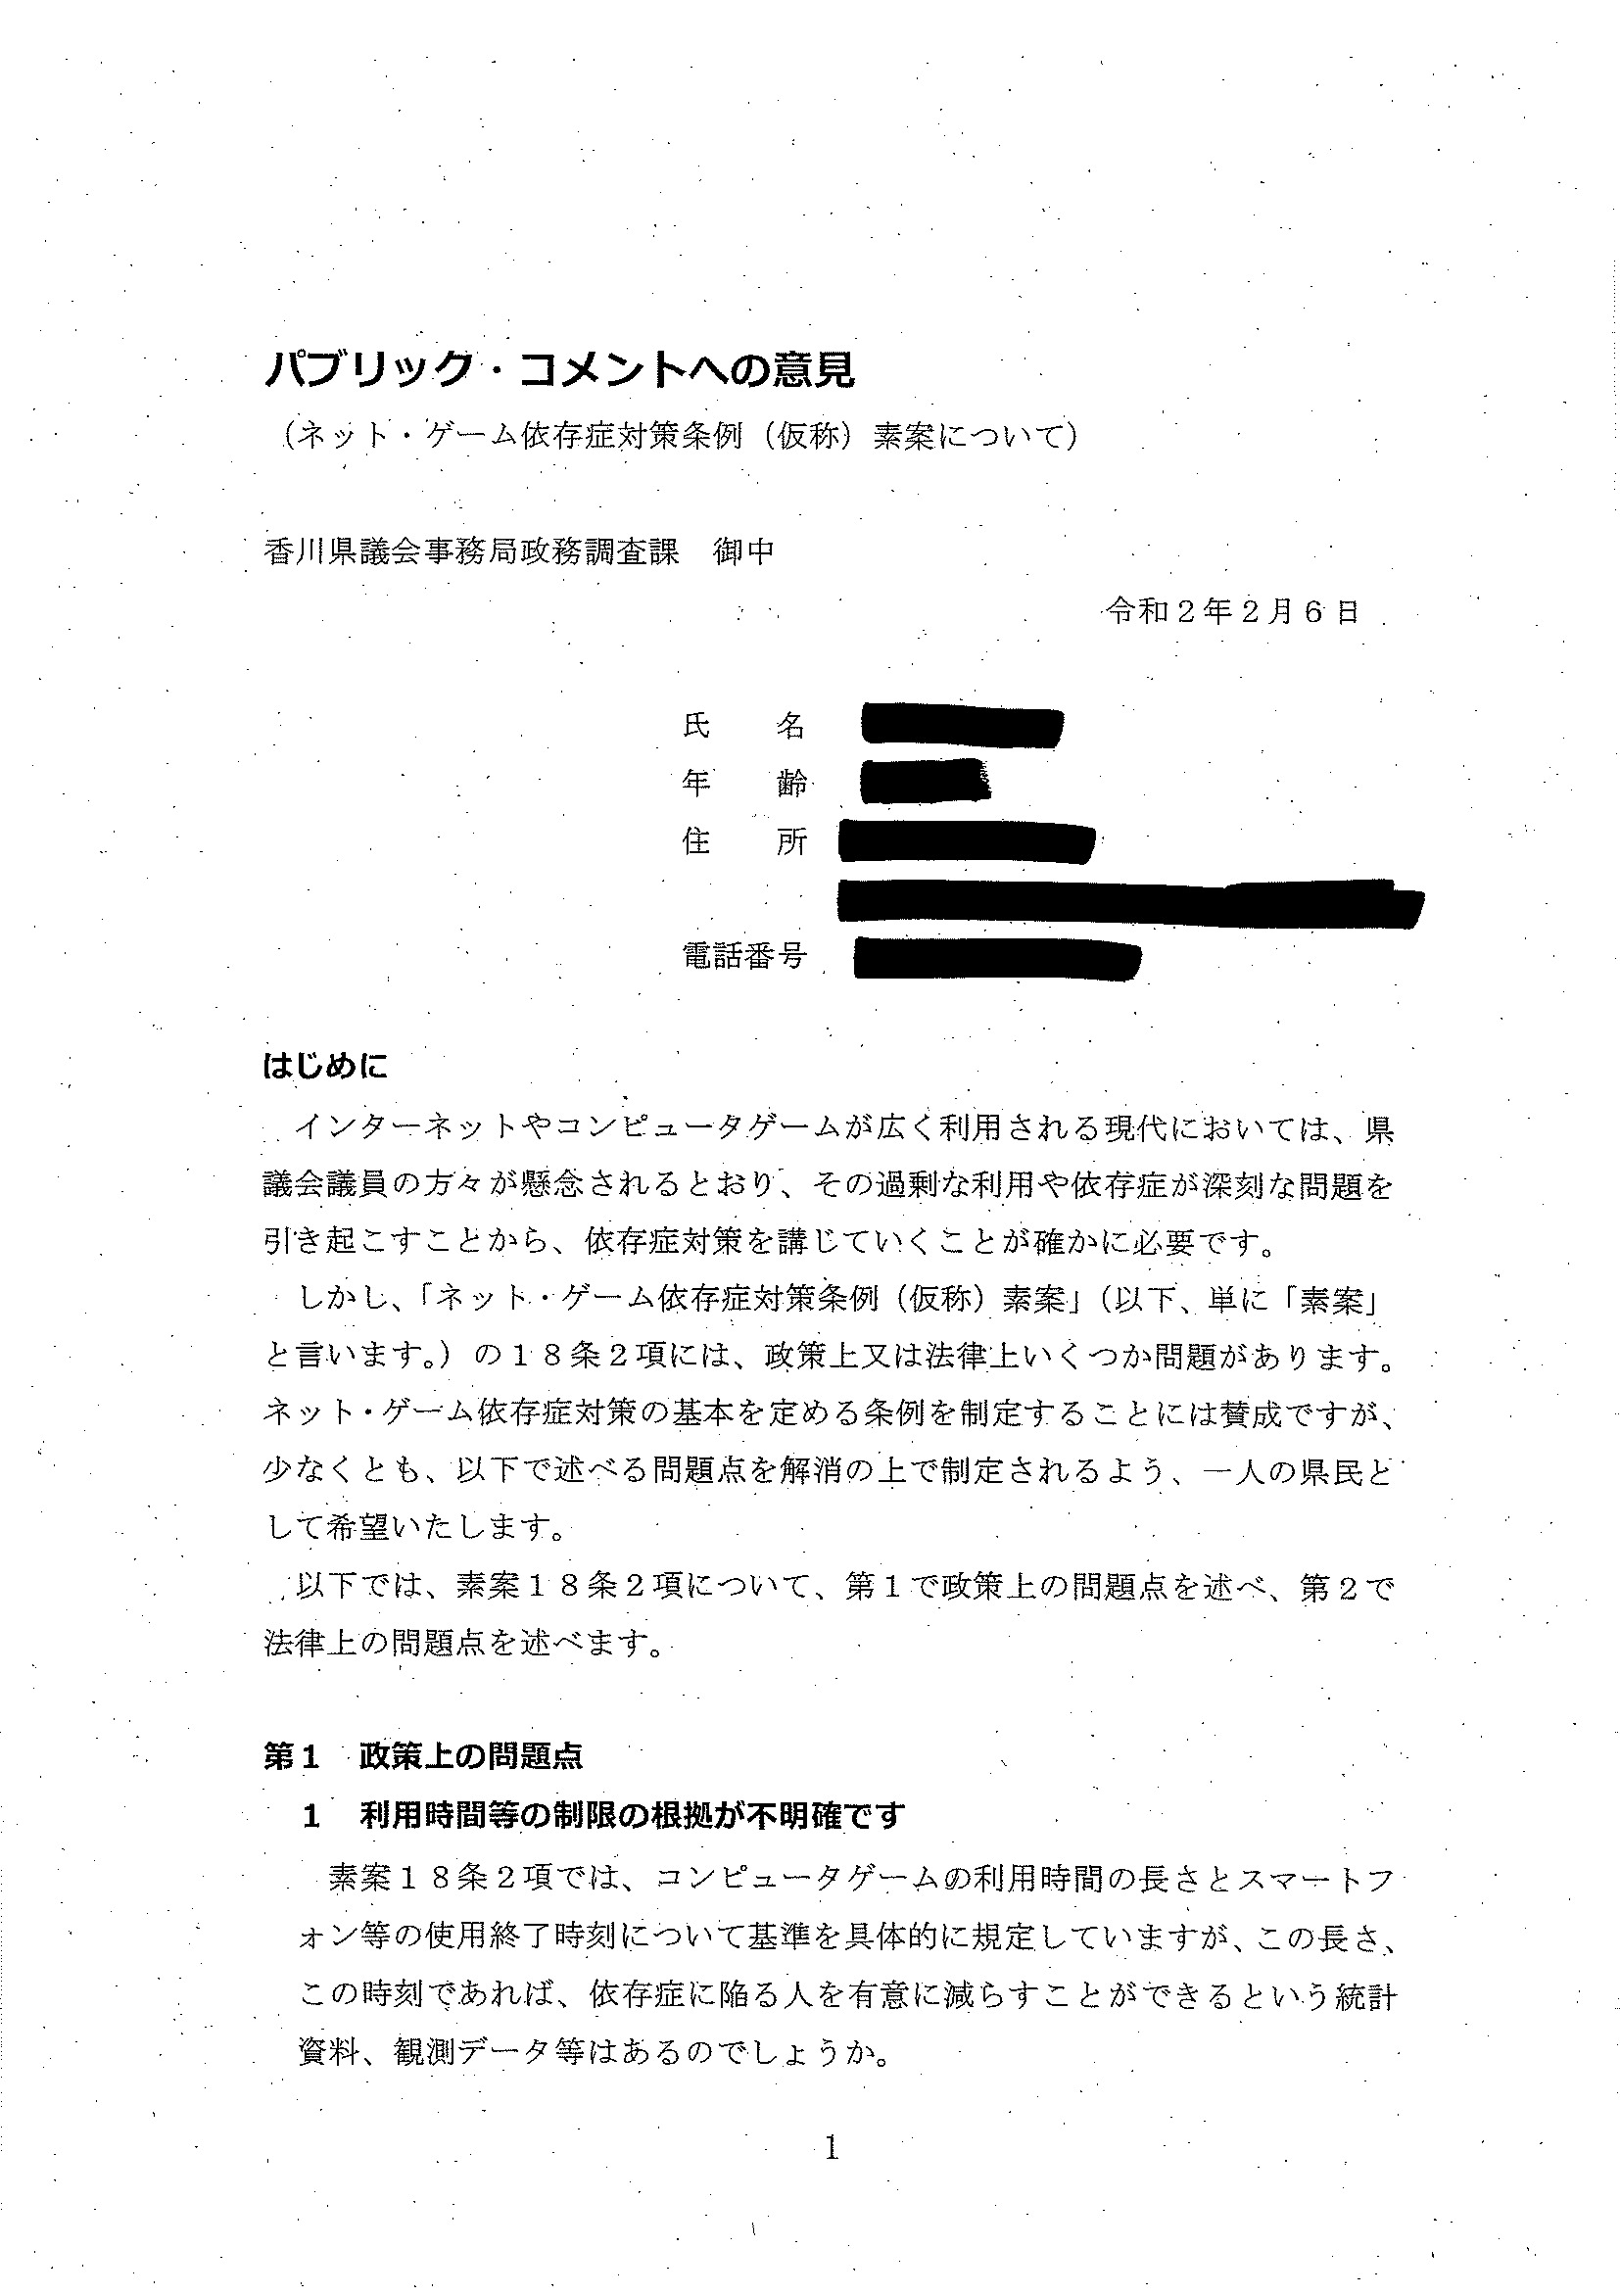 パブリック・コメントへの意見
（ネット・ゲーム依存症対策条例（仮称）素案について）
香川県議会事務局政務調査課　御中
令和２年２月６日
氏　　名
年　　齢
住　　所
電話番号
はじめに
インターネットやコンピュータゲームが広く利用される現代においては、県
議会議員の方々が懸念されるとおり、その過剰な利用や依存症が深刻な問題を
引き起こすことから、依存症対策を講じていくことが確かに必要です。
しかし、「ネット・ゲーム依存症対策条例（仮称）素案」（以下、単に「素案」
と言います。）の１８条２項には、政策上又は法律上いくつか問題があります。
ネット・ゲーム依存症対策の基本を定める条例を制定することには賛成ですが、
少なくとも、以下で述べる問題点を解消の上で制定されるよう、一人の県民と
して希望いたします。
以下では、素案１８条２項について、第１で政策上の問題点を述べ、第２で
法律上の問題点を述べます。
第１　政策上の問題点
１　利用時間等の制限の根拠が不明確です
素案１８条２項では、コンピュータゲームの利用時間の長さとスマートフ
ォン等の使用終了時刻について基準を具体的に規定していますが、この長さ、
この時刻であれば、依存症に陥る人を有意に減らすことができるという統計
資料、観測データ等はあるのでしょうか。
1